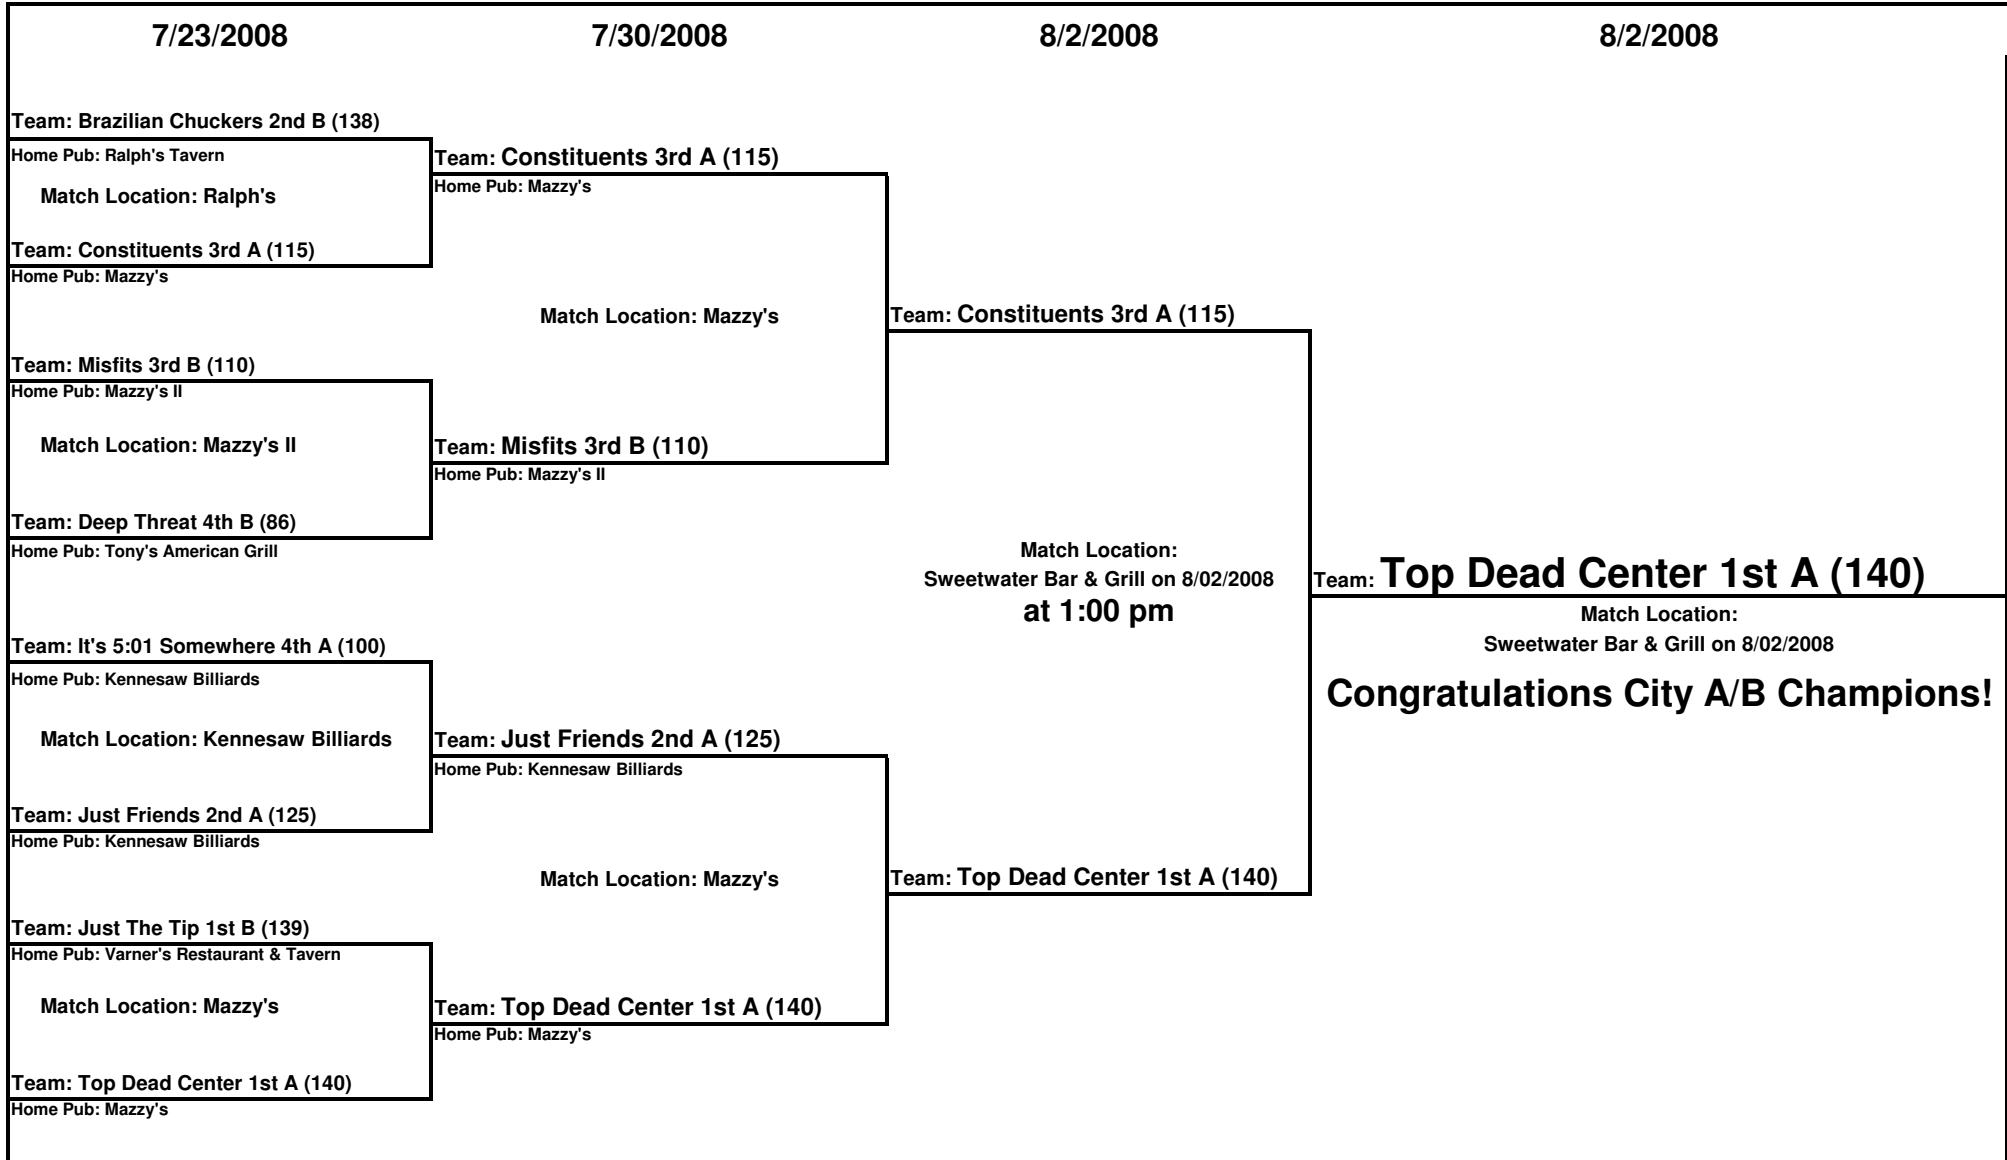 7/23/2008 7/30/2008 8/2/2008 8/2/2008
Team: Brazilian Chuckers 2nd B (138)
Home Pub: Ralph's Tavern
Match Location: Ralph's
Team: Constituents 3rd A (115)
Home Pub: Mazzy's
Team: Misfits 3rd B (110)
Home Pub: Mazzy's II
Match Location: Mazzy's II
Team: Deep Threat 4th B (86)
Home Pub: Tony's American Grill
Team: It's 5:01 Somewhere 4th A (100)
Home Pub: Kennesaw Billiards
Match Location: Kennesaw Billiards
Team: Just Friends 2nd A (125)
Home Pub: Kennesaw Billiards
Team: Just The Tip 1st B (139)
Home Pub: Varner's Restaurant & Tavern
Match Location: Mazzy's
Team: Top Dead Center 1st A (140)
Home Pub: Mazzy's
Team: Constituents 3rd A (115)
Home Pub: Mazzy's
Match Location: Mazzy's
Team: Misfits 3rd B (110)
Home Pub: Mazzy's II
Team: Just Friends 2nd A (125)
Home Pub: Kennesaw Billiards
Match Location: Mazzy's
Team: Top Dead Center 1st A (140)
Home Pub: Mazzy's
Team: Constituents 3rd A (115)
Match Location:
Sweetwater Bar & Grill on 8/02/2008
at 1:00 pm
Team: Top Dead Center 1st A (140)
Team: Top Dead Center 1st A (140)
Match Location:
Sweetwater Bar & Grill on 8/02/2008
Congratulations City A/B Champions!